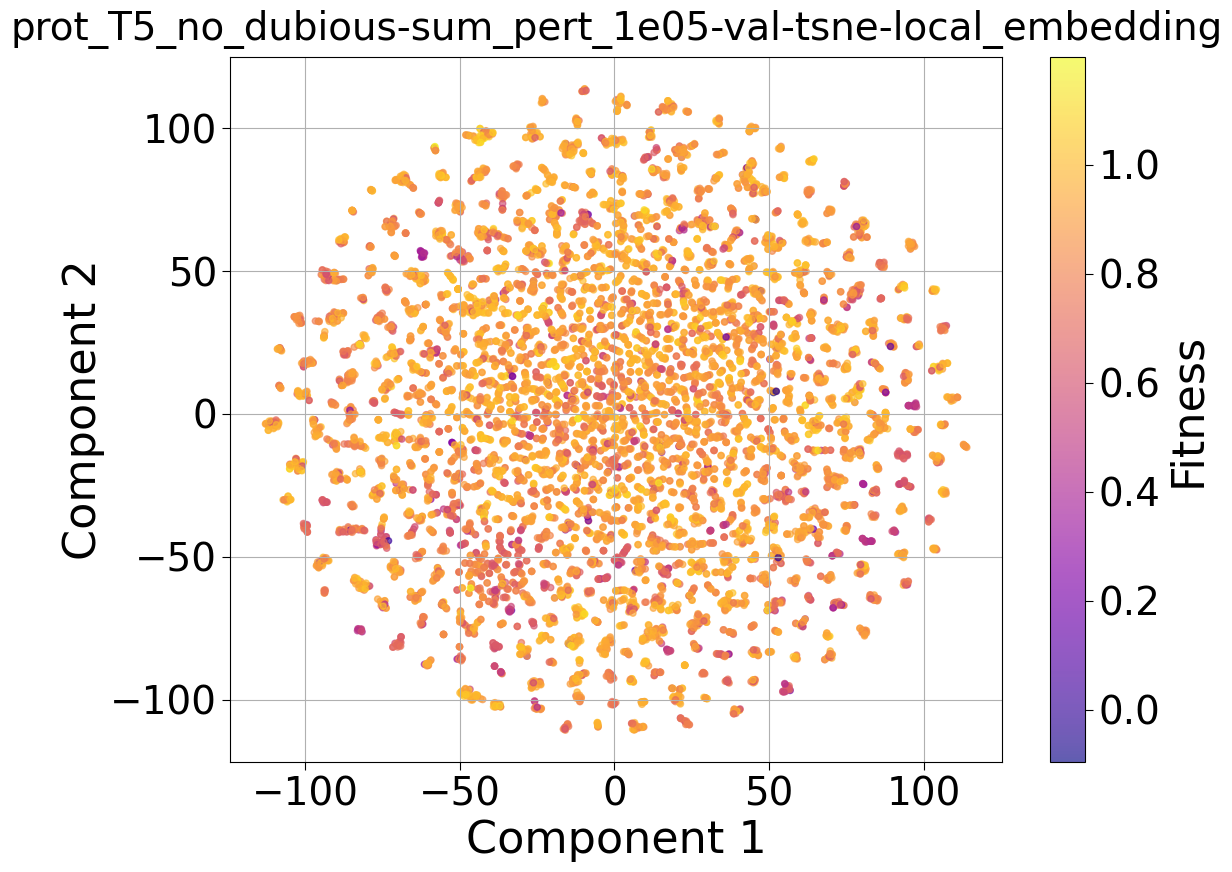 prot_T5_no_dubious-sum_pert_1e05-val-tsne-local_embedding
100
50
0
−50
−100
Component 2
−100 −50 0 50 100
Component 1
1.0
0.8
0.6
0.4
0.2
0.0
Fitness